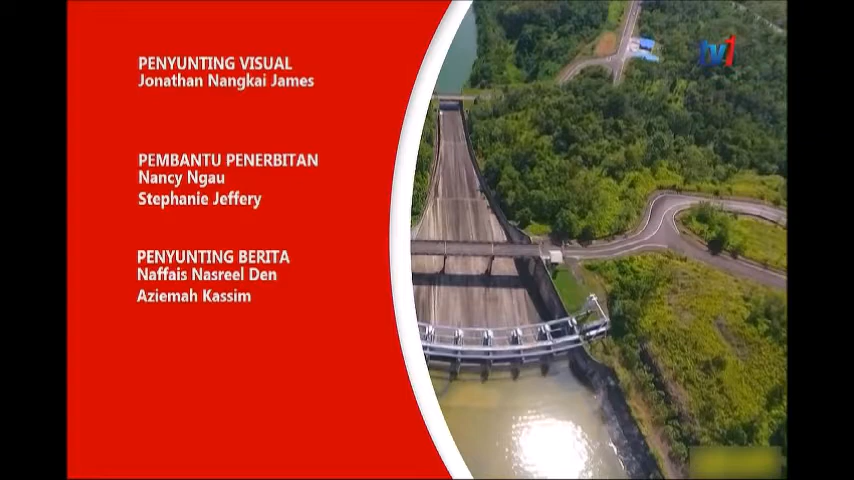 PENYUNTING VISUAL
Jonathan Nangkai James
tv1
PEMBANTU PENERBITAN
Nancy Ngau
Stephanie Jeffery
PENYUNTING BERITA
Naffais Nasreel Den
Aziemah Kassim